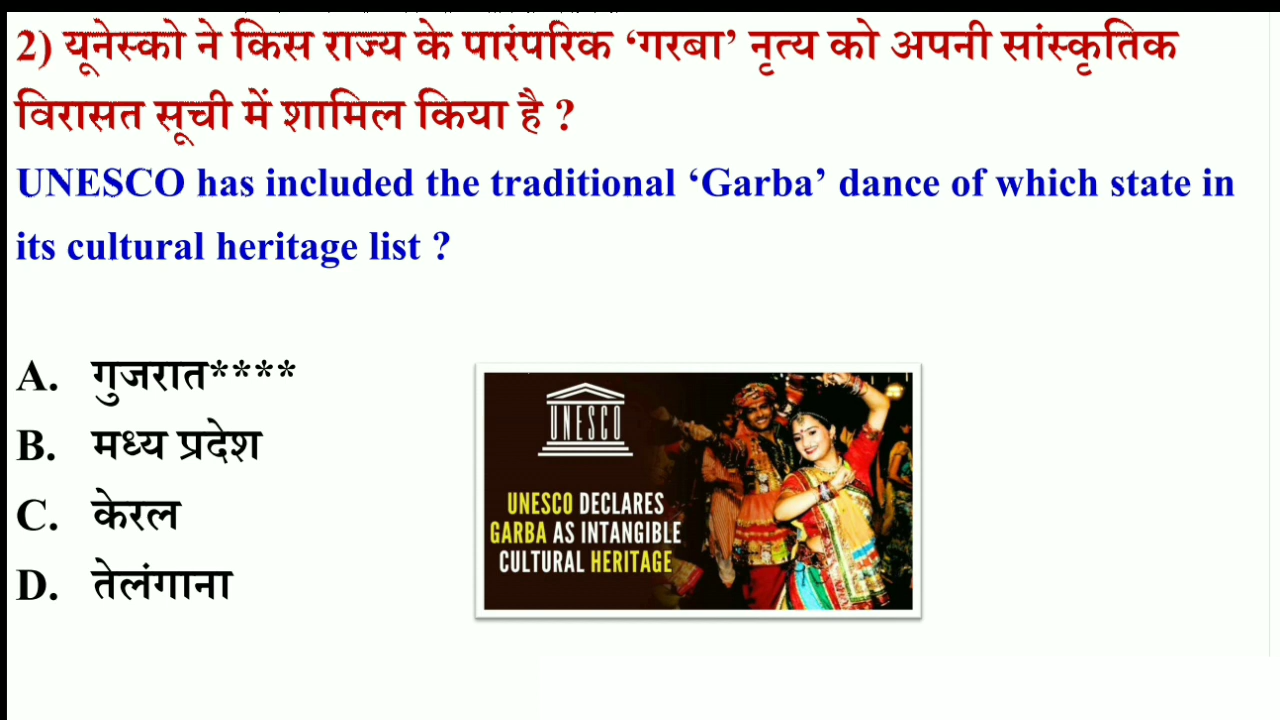 2) यूनेस्को ने किस राज्य के पारंपरिक ‘गरबा’ नृत्य को अपनी सांस्कृतिक
विरासत सूची में शामिल किया है ?
UNESCO has included the traditional ‘Garba’ dance of which state in
its cultural heritage list ?
A. गुजरात****
B. मध्य प्रदेश
C. केरल
D. तेलंगाना
UNESCO
UNESCO DECLARES
GARBA AS INTANGIBLE
CULTURAL HERITAGE